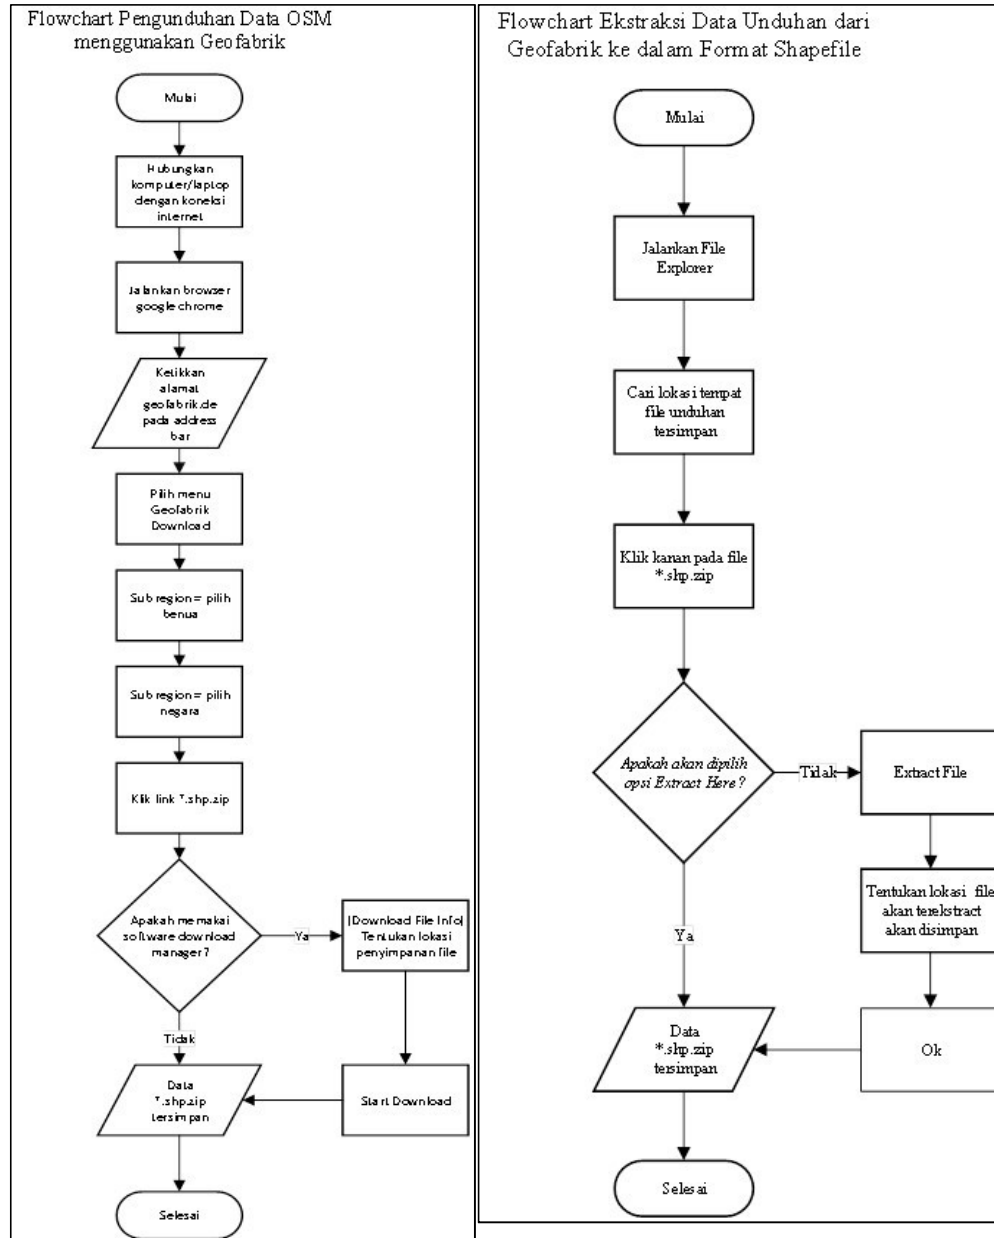 Flowchart Pengunduhan Data OSM
menggunakan Geofabrik
Mulai
Hubungkan
komputer/laptop
dengan koneksi
internet
Jalankan browser
google chrome
Ketikkan
alamat
geofabrik.de
pada address
bar
Pilih menu
Geofabrik
Download
Sub region = pilih
benua
Sub region = pilih
negara
Klik link *.shp.zip
Apakah memakai
software download
manager?
Ya
[Download File Info]
Tentukan lokasi
penyimpanan file
Tidak
Data
*.shp.zip
tersimpan
Start Download
Selesai
Flowchart Ekstraksi Data Unduhan dari
Geofabrik ke dalam Format Shapefile
Mulai
Jalankan File
Explorer
Cari lokasi tempat
file unduhan
tersimpan
Klik kanan pada file
*.shp.zip
Apakah akan dipilih
opsi Extract Here?
Tidak
Extract File
Tentukan lokasi file
akan terekstract
akan disimpan
Ya
Data
*.shp.zip
tersimpan
Ok
Selesai